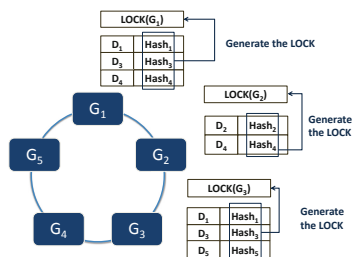 LOCK(G₁)
D₁ Hash₁
D₃ Hash₃
D₄ Hash₄
Generate the LOCK
LOCK(G₂)
D₂ Hash₂
D₄ Hash₄
Generate
the LOCK
LOCK(G₃)
D₁ Hash₁
D₃ Hash₃
D₅ Hash₅
Generate
the LOCK
G₁
G₂
G₃
G₄
G₅